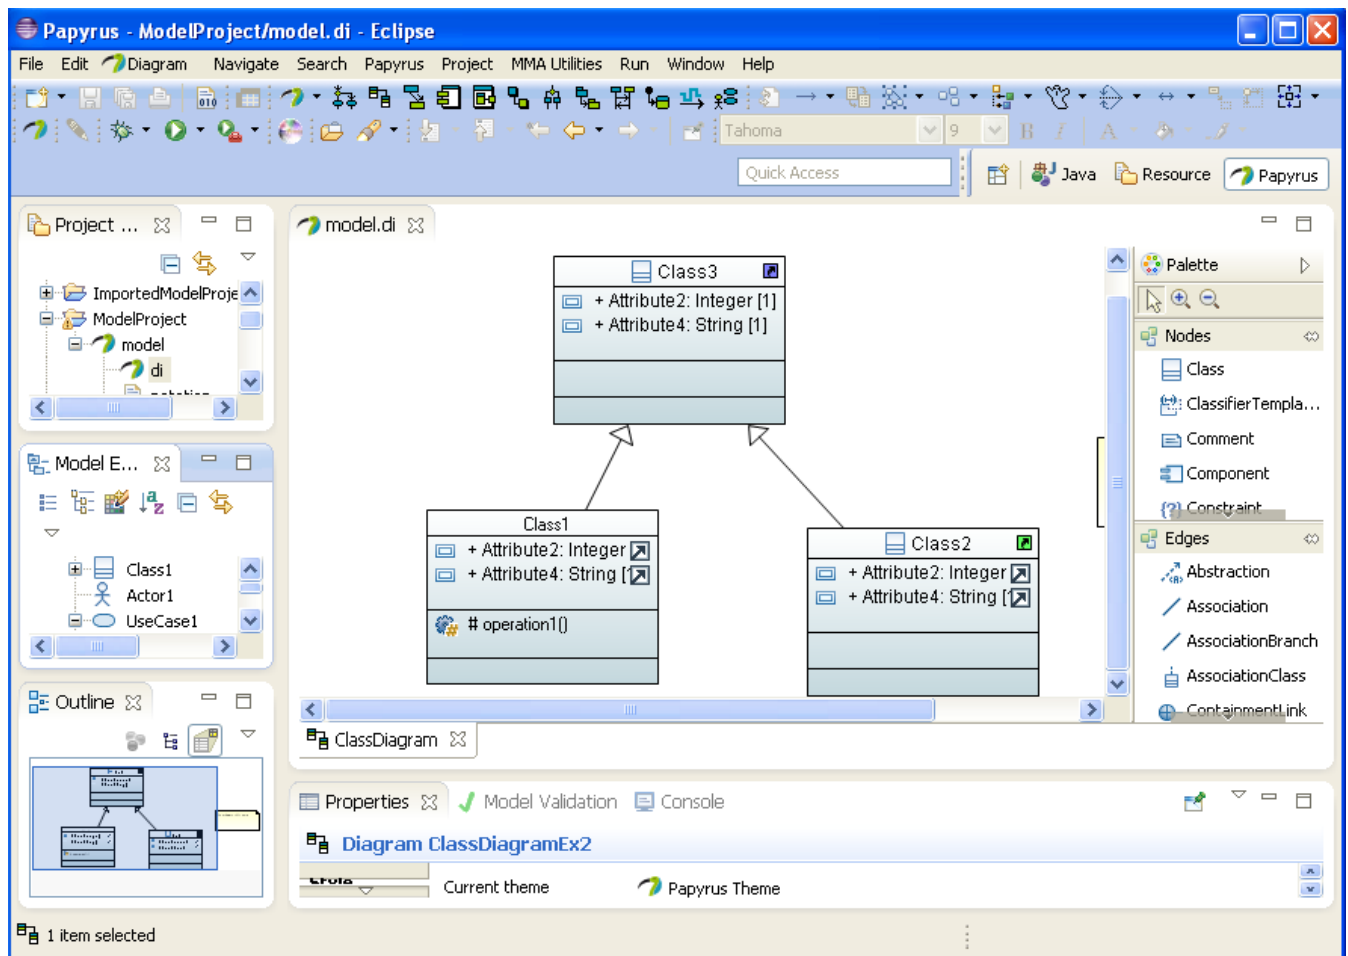 Papyrus - ModelProject/model.di - Eclipse
File Edit Diagram Navigate Search Papyrus Project MMA Utilities Run Window Help
010
Tahoma 9 B I A
Quick Access Java Resource Papyrus
Project ...
ImportedModelProje
ModelProject
model
di
Model E...
Class1
Actor1
UseCase1
Outline
model.di
Class3
+ Attribute2: Integer [1]
+ Attribute4: String [1]
Class1
+ Attribute2: Integer
+ Attribute4: String [1
# operation1()
Class2
+ Attribute2: Integer
+ Attribute4: String [1
Palette
Nodes
Class
ClassifierTempla...
Comment
Component
Constraint
Edges
Abstraction
Association
AssociationBranch
AssociationClass
ContainmentLink
ClassDiagram
Properties Model Validation Console
Diagram ClassDiagramEx2
Current theme Papyrus Theme
1 item selected